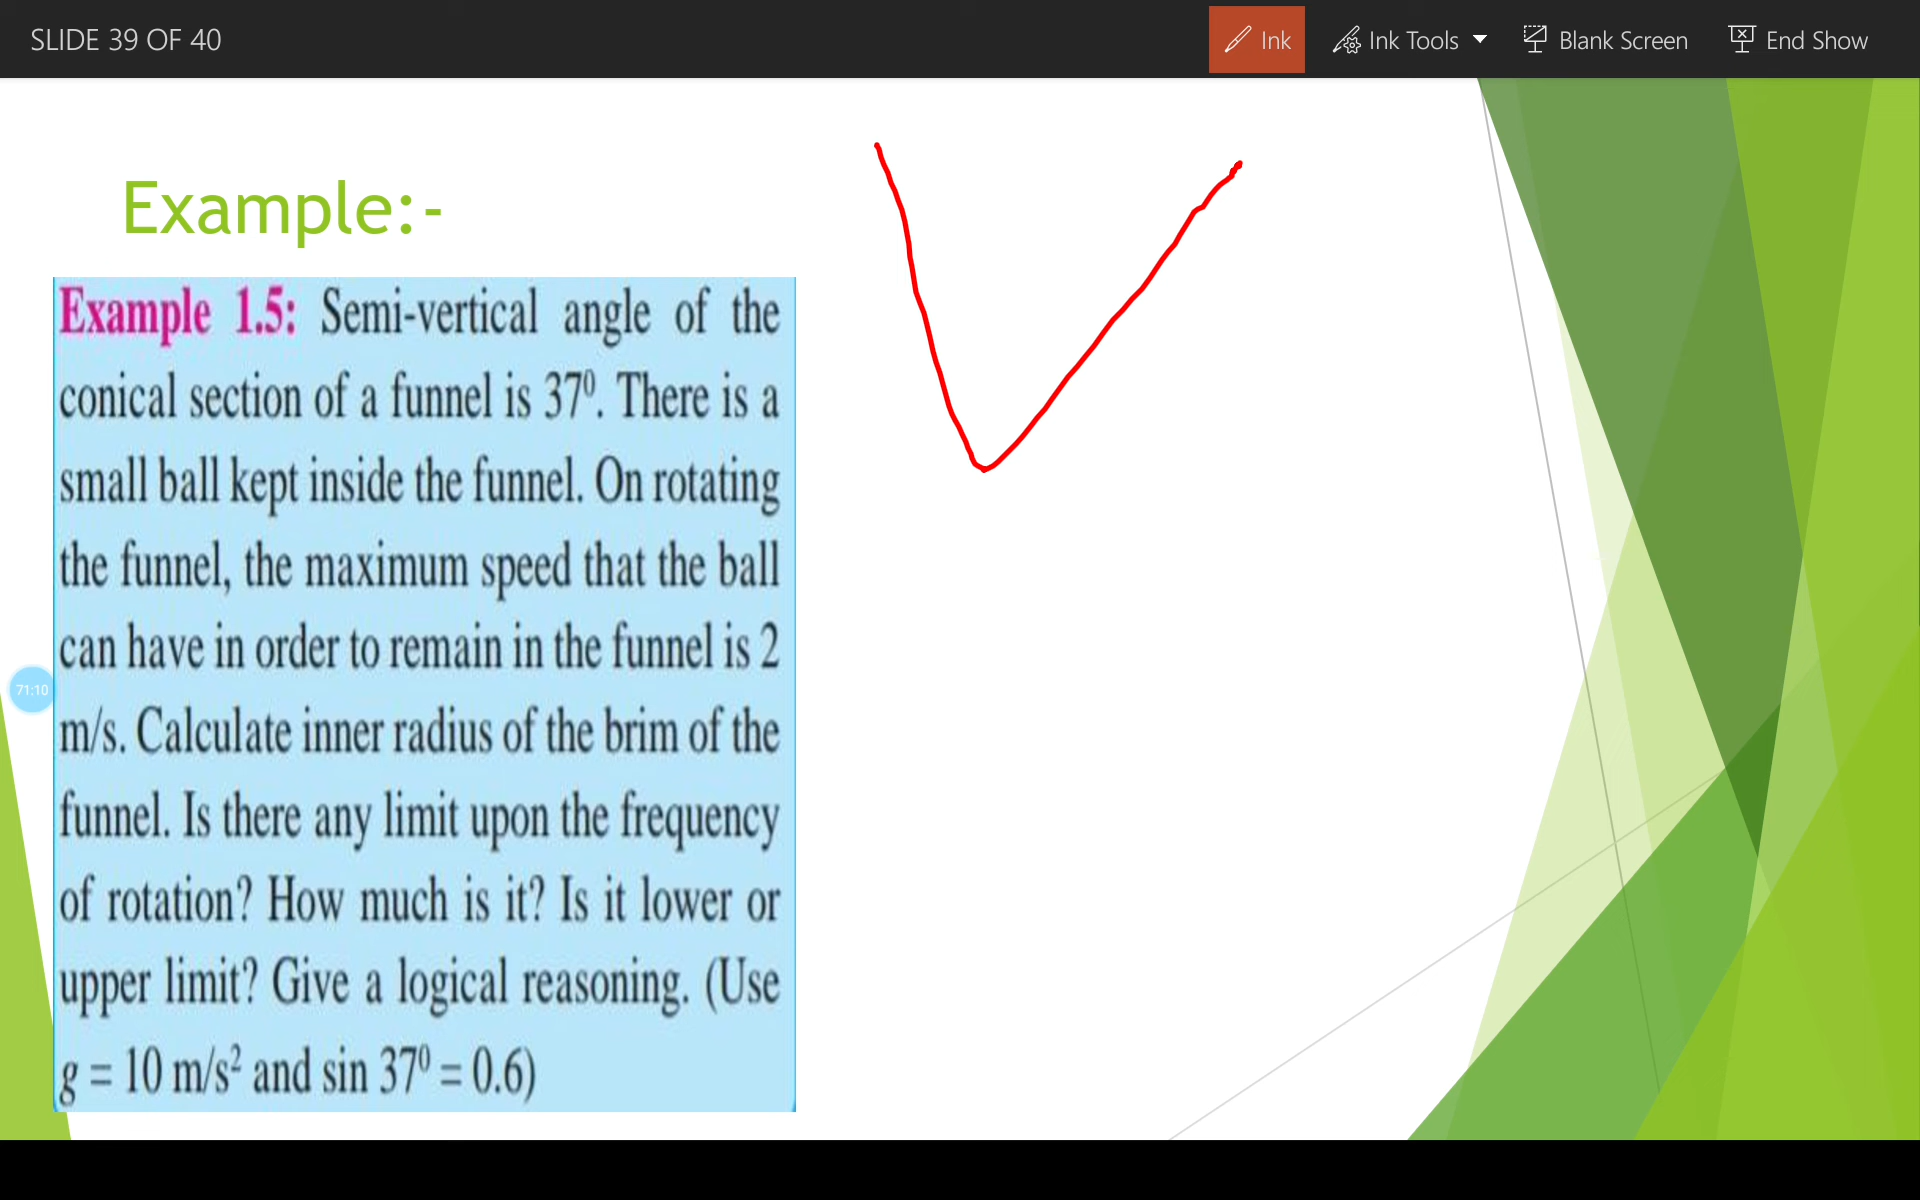 SLIDE 39 OF 40
Ink
Ink Tools
Blank Screen
End Show
Example:-
Example 1.5: Semi-vertical angle of the
conical section of a funnel is 37⁰. There is a
small ball kept inside the funnel. On rotating
the funnel, the maximum speed that the ball
can have in order to remain in the funnel is 2
m/s. Calculate inner radius of the brim of the
funnel. Is there any limit upon the frequency
of rotation? How much is it? Is it lower or
upper limit? Give a logical reasoning. (Use
g = 10 m/s² and sin 37⁰ = 0.6)
71:10